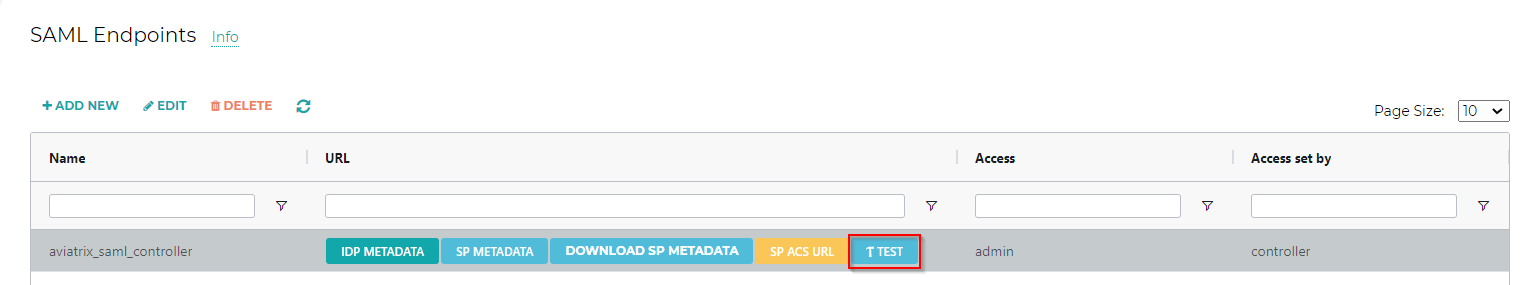 SAML Endpoints Info
ADD NEW EDIT DELETE
Page Size: 10
Name URL Access Access set by
aviatrix_saml_controller IDP METADATA SP METADATA DOWNLOAD SP METADATA SP ACS URL TEST admin controller